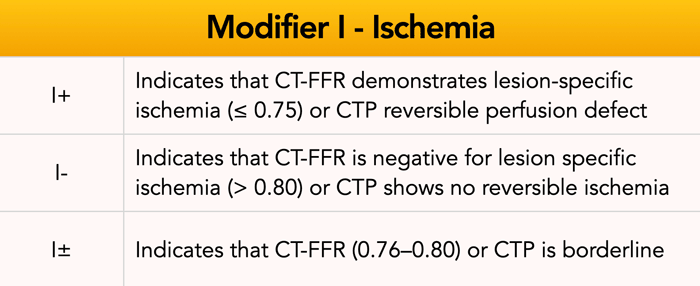 Modifier I - Ischemia
I+
Indicates that CT-FFR demonstrates lesion-specific
ischemia (≤ 0.75) or CTP reversible perfusion defect
I-
Indicates that CT-FFR is negative for lesion specific
ischemia (> 0.80) or CTP shows no reversible ischemia
I±
Indicates that CT-FFR (0.76–0.80) or CTP is borderline